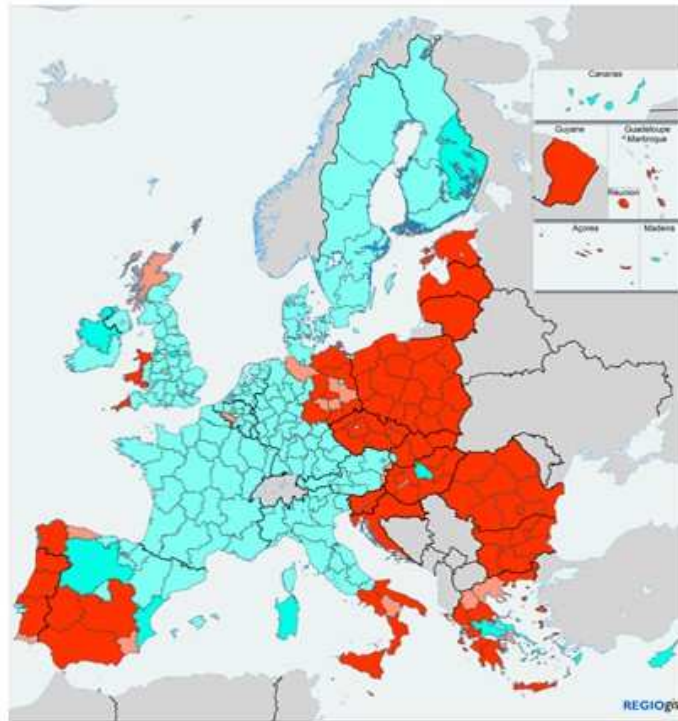 Canarias
Guyane
Guadeloupe
Martinique
Réunion
Açores
Madeira
REGIOgis